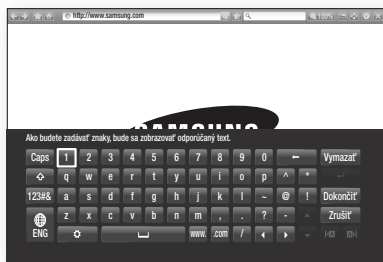 http://www.samsung.com 100%
SAMSUNG
Ako budete zadávať znaky, bude sa zobrazovať odporúčaný text.
Caps 1 2 3 4 5 6 7 8 9 0 Vymazať
q w e r t y u i o p ^ *
123#& a s d f g h j k l ~ @ ! Dokončiť
ENG z x c v b n m , . ? - Zrušiť
www. .com /